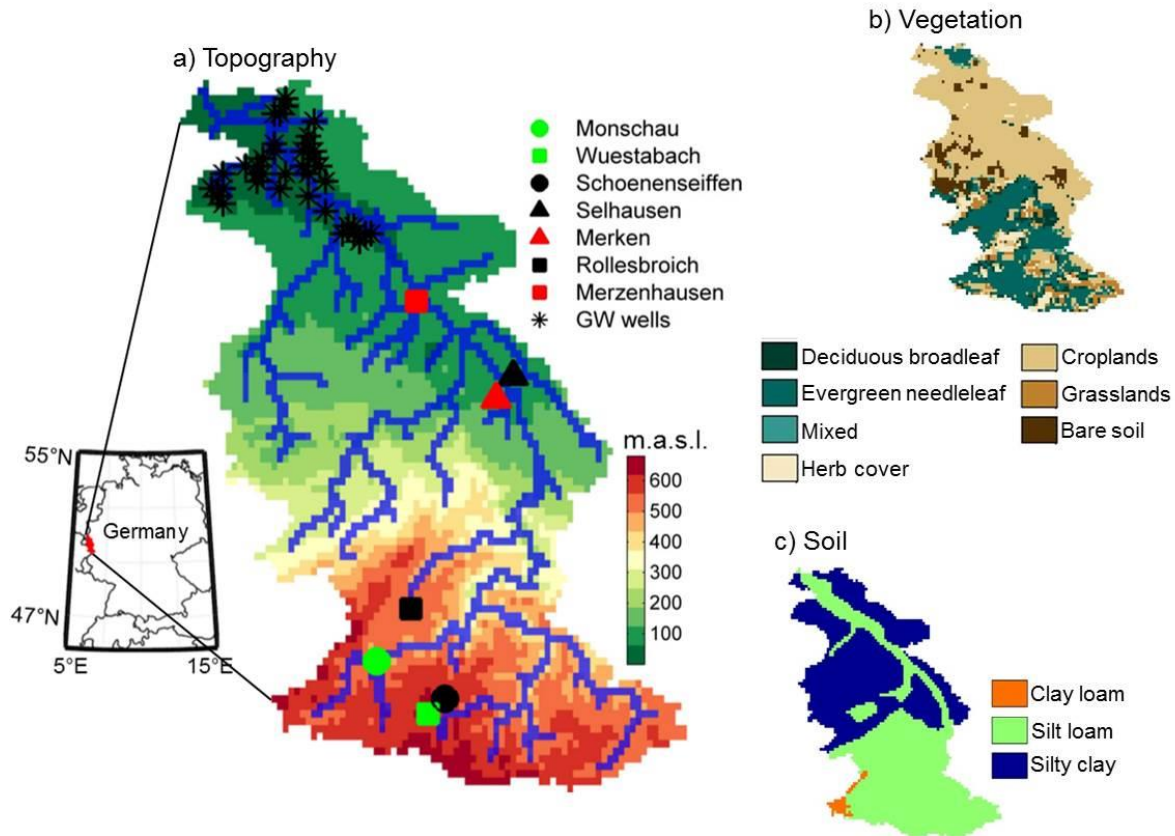 a) Topography
Monschau
Wuestabach
Schoenenseiffen
Selhausen
Merken
Rollesbroich
Merzenhausen
GW wells
m.a.s.l.
600
500
400
300
200
100
55°N
Germany
47°N
5°E
15°E
b) Vegetation
Deciduous broadleaf
Evergreen needleleaf
Mixed
Herb cover
Croplands
Grasslands
Bare soil
c) Soil
Clay loam
Silt loam
Silty clay